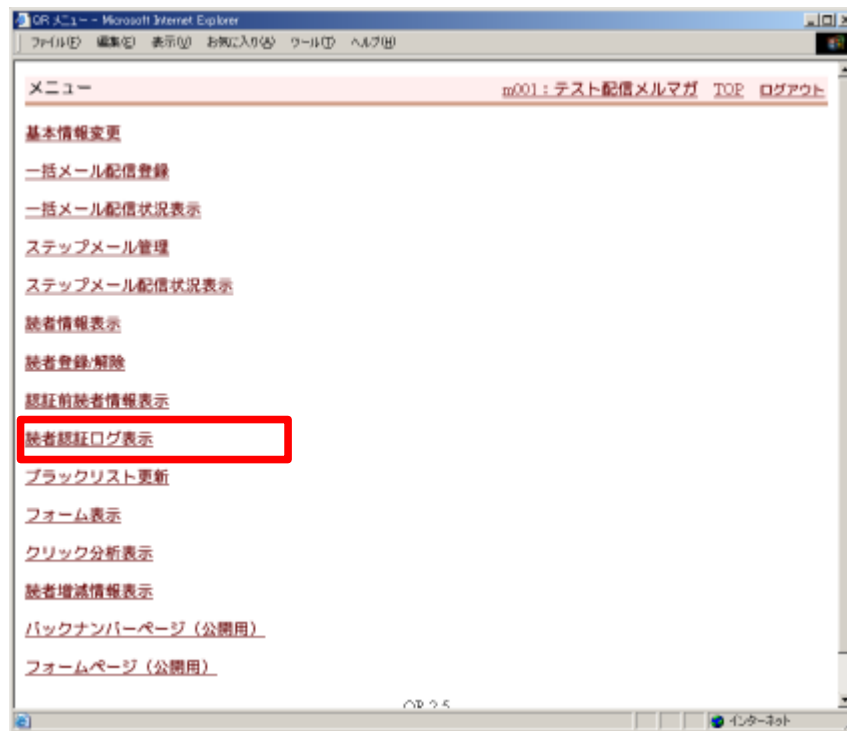 QR メニュー - Microsoft Internet Explorer
ファイル(F) 編集(E) 表示(V) お気に入り(A) ツール(T) ヘルプ(H)
メニュー m001：テスト配信メルマガ TOP ログアウト
基本情報変更
一括メール配信登録
一括メール配信状況表示
ステップメール管理
ステップメール配信状況表示
読者情報表示
読者登録/解除
認証前読者情報表示
読者認証ログ表示
ブラックリスト更新
フォーム表示
クリック分析表示
読者増減情報表示
バックナンバーページ（公開用）
フォームページ（公開用）
インターネット